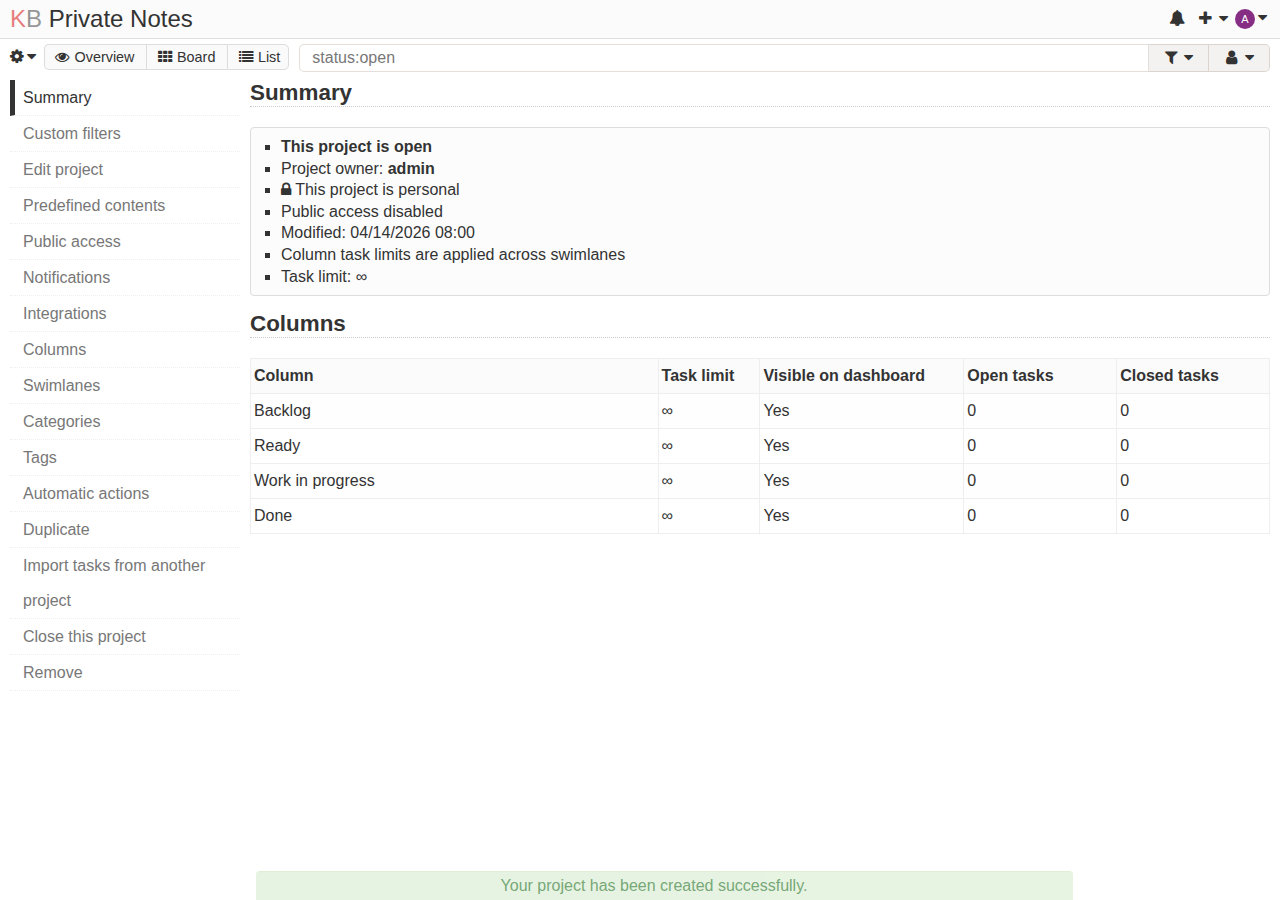 KB Private Notes
A
Overview Board List status:open
Summary
Custom filters
Edit project
Predefined contents
Public access
Notifications
Integrations
Columns
Swimlanes
Categories
Tags
Automatic actions
Duplicate
Import tasks from another
project
Close this project
Remove
Summary
This project is open
Project owner: admin
This project is personal
Public access disabled
Modified: 04/14/2026 08:00
Column task limits are applied across swimlanes
Task limit: ∞
Columns
Column Task limit Visible on dashboard Open tasks Closed tasks
Backlog ∞ Yes 0 0
Ready ∞ Yes 0 0
Work in progress ∞ Yes 0 0
Done ∞ Yes 0 0
Your project has been created successfully.